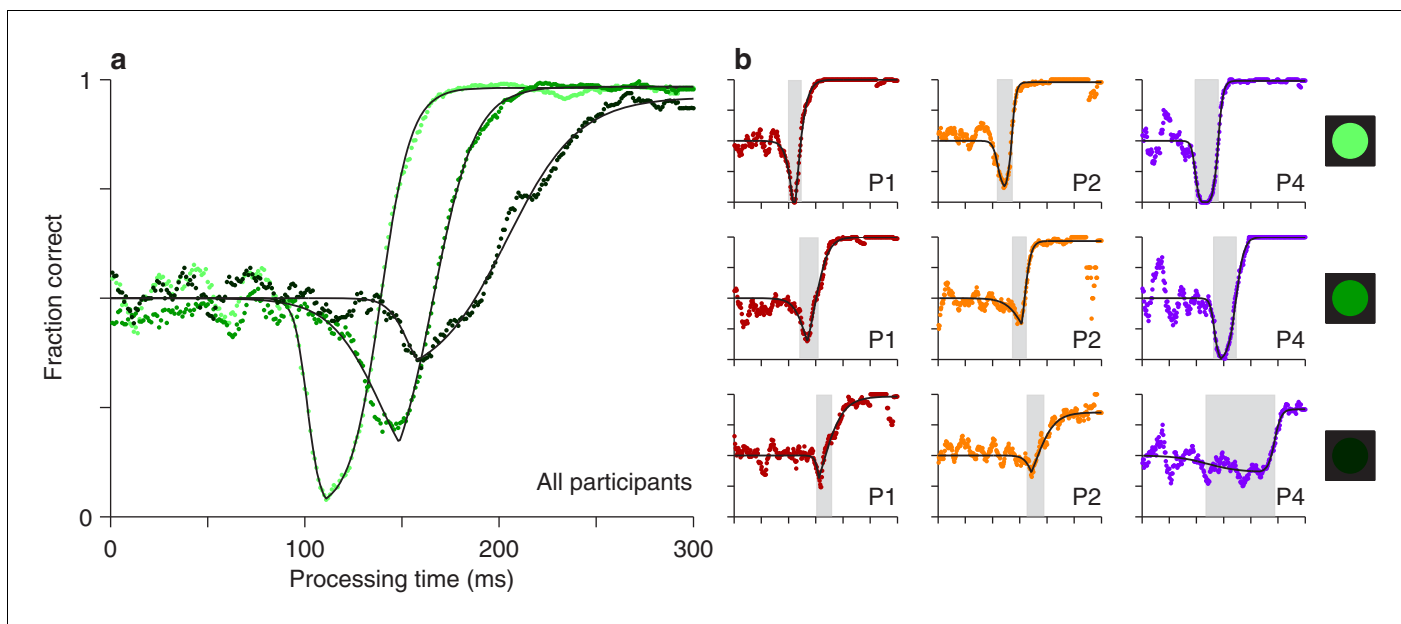 a
1
Fraction correct
All participants
0
0
100
200
300
Processing time (ms)
b
P1
P2
P4
P1
P2
P4
P1
P2
P4